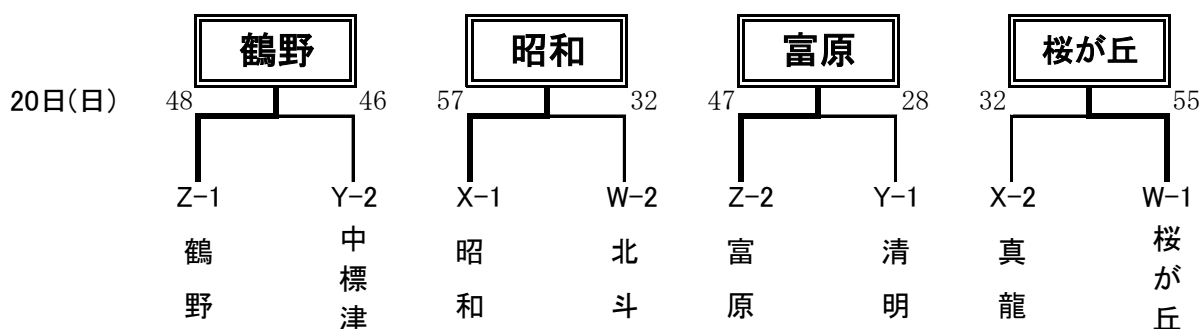 鶴野 昭和 富原 桜が丘
20日(日) 48 46 57 32 47 28 32 55
Z-1 Y-2 X-1 W-2 Z-2 Y-1 X-2 W-1
鶴野 中標津 昭和 北斗 富原 清明 真龍 桜が丘